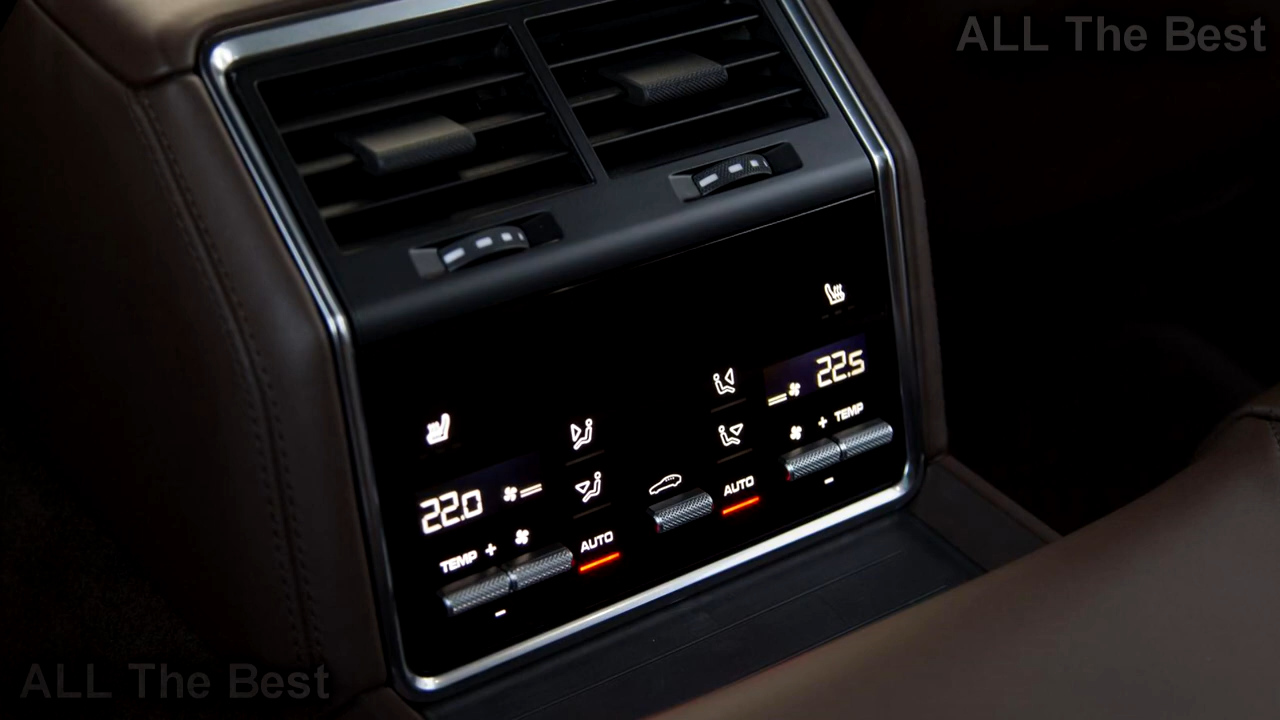 ALL The Best
22.5
TEMP
+
22.0
AUTO
-
AUTO
TEMP +
-
ALL The Best